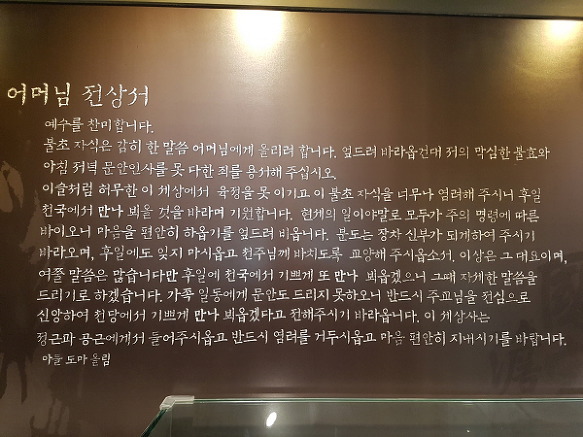 어머님 전상서
예수를 찬미합니다.
불초 자식은 감히 한 말씀 어머님에게 올리려 합니다. 엎드려 바라옵건대 저의 막심한 불효와
아침 저녁 문안인사를 못 다한 죄를 용서해 주십시오.
이슬처럼 허무한 이 세상에서 육정을 못 이기고 이 불초 자식을 너무나 염려해 주시니 후일
천국에서 만나 뵈올 것을 바라며 기원합니다. 현세의 일이야말로 모두가 주의 명령에 따른
바이오니 마음을 편안히 하옵기를 엎드려 비옵니다. 분도는 장차 신부가 되게하여 주시기
바라오며, 후일에도 잊지 마시옵고 천주님께 바치도록 교양해 주시옵소서. 이상은 그 대요이며,
여쭐 말씀은 많습니다만 후일에 천국에서 기쁘게 또 만나 뵈옵겠으니 그때 자세한 말씀을
드리기로 하겠습니다. 가족 일동에게 문안도 드리지 못하오니 반드시 주교님을 전심으로
신앙하여 천당에서 기쁘게 만나 뵈옵겠다고 전해주시기 바라옵니다. 이 세상사는
정근과 공근에게서 들어주시옵고 반드시 염려를 거두시옵고 마음 편안히 지내시기를 바랍니다.
아들 도마 올림